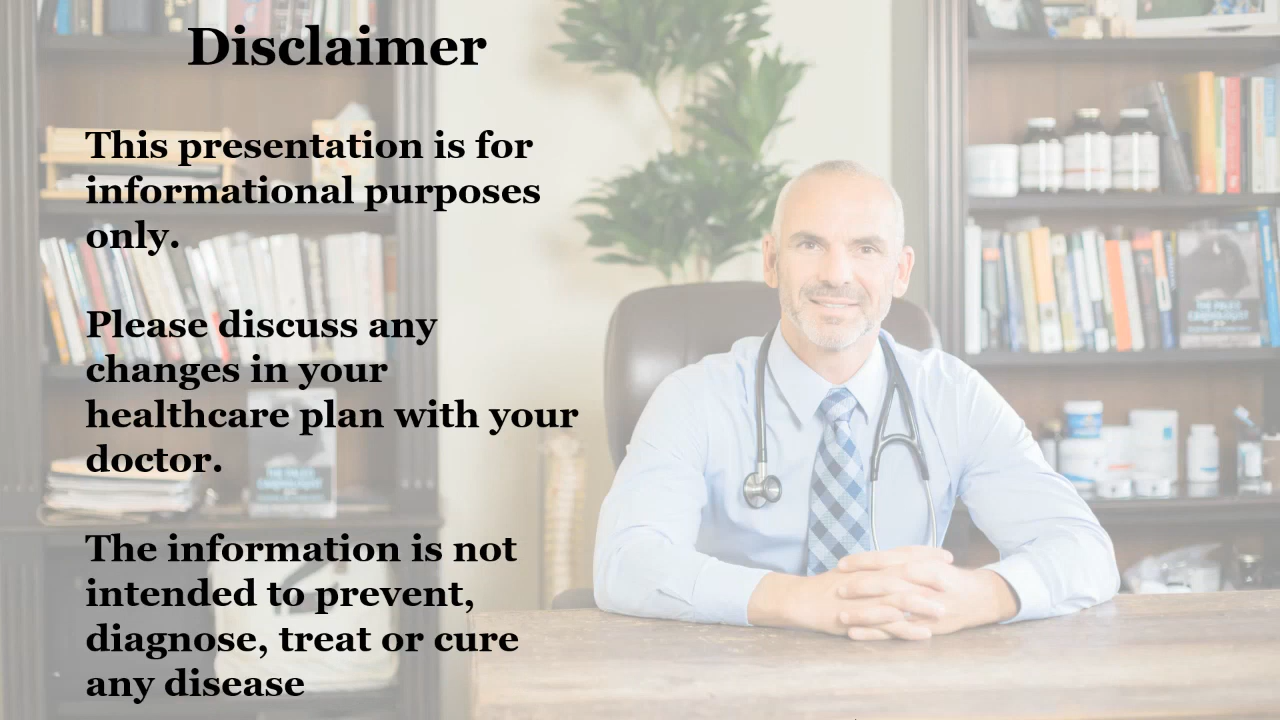 Disclaimer
This presentation is for
informational purposes
only.
Please discuss any
changes in your
healthcare plan with your
doctor.
The information is not
intended to prevent,
diagnose, treat or cure
any disease